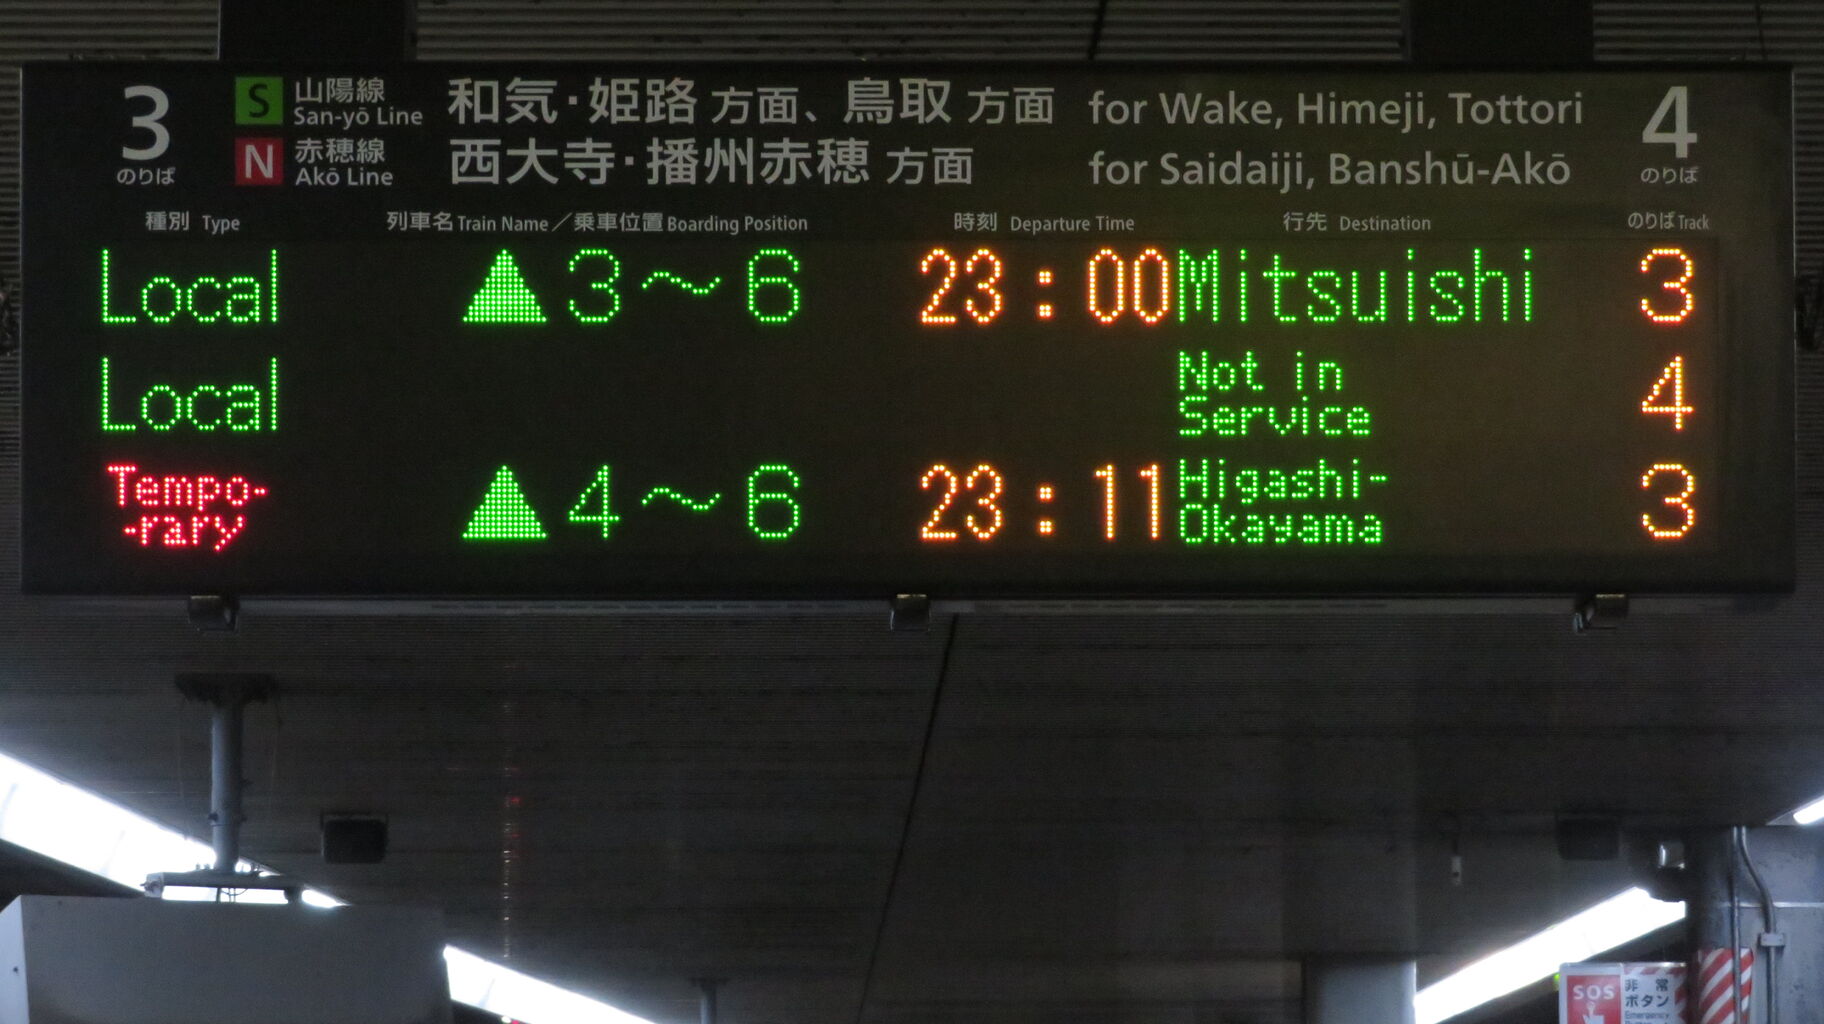 3 のりば
S 山陽線 San-yō Line 和気・姫路 方面、鳥取 方面 for Wake, Himeji, Tottori
N 赤穂線 Akō Line 西大寺・播州赤穂 方面 for Saidaiji, Banshū-Akō
4 のりば
種別 Type 列車名 Train Name／乗車位置 Boarding Position 時刻 Departure Time 行先 Destination のりば Track
Local ▲3～6 23:00 Mitsuishi 3
Local Not in Service 4
Tempo-
-rary ▲4～6 23:11 Higashi-
Okayama 3
SOS 非常
ボタン
Emergency